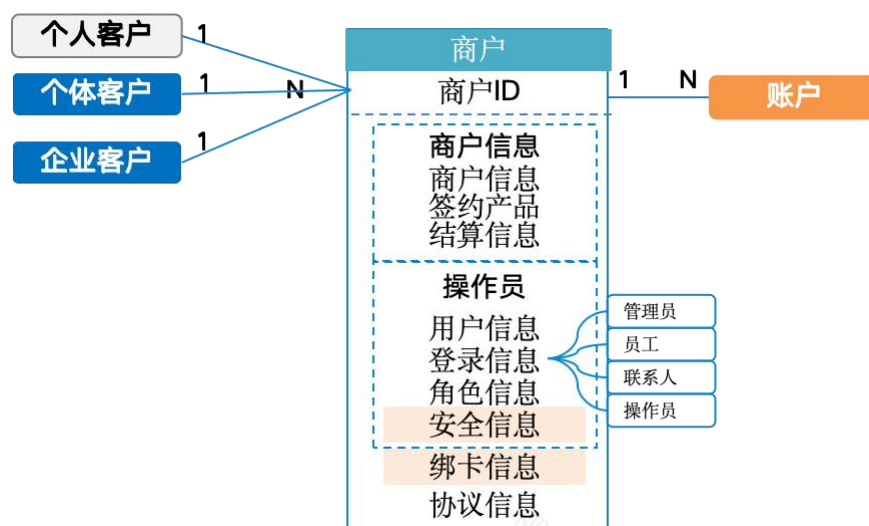 个人客户
1
商户
个体客户
1
N
商户ID
1
N
账户
企业客户
1
商户信息
商户信息
签约产品
结算信息
操作员
用户信息
登录信息
角色信息
安全信息
管理员
员工
联系人
操作员
绑卡信息
协议信息